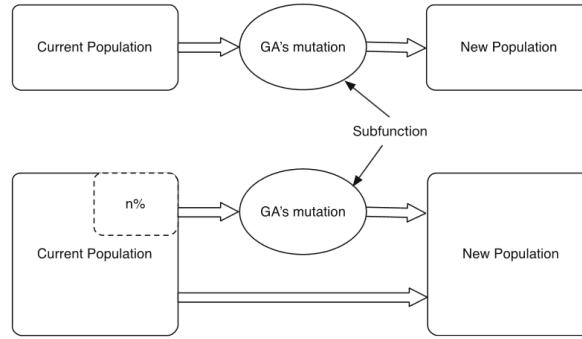 Current Population
GA's mutation
New Population
Subfunction
n%
GA's mutation
Current Population
New Population